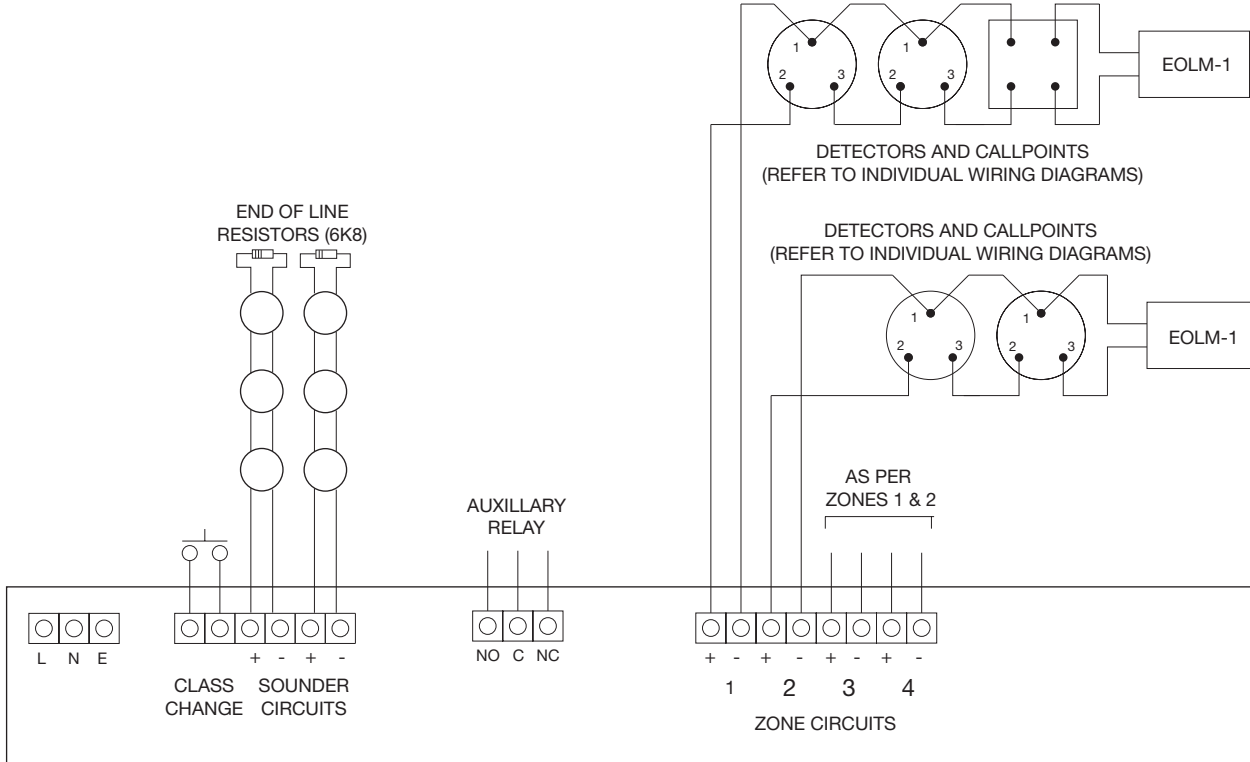 1
1
2
3
2
3
EOLM-1
DETECTORS AND CALLPOINTS
(REFER TO INDIVIDUAL WIRING DIAGRAMS)
END OF LINE
RESISTORS (6K8)
DETECTORS AND CALLPOINTS
(REFER TO INDIVIDUAL WIRING DIAGRAMS)
1
1
2
3
2
3
EOLM-1
AS PER
ZONES 1 & 2
AUXILLARY
RELAY
L N E
+ - + -
NO C NC
+ - + - + - + -
CLASS
CHANGE
SOUNDER
CIRCUITS
1 2 3 4
ZONE CIRCUITS